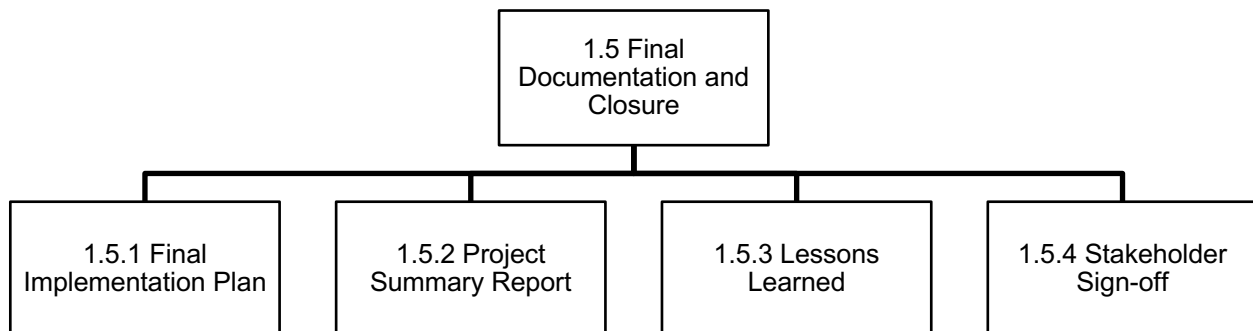 1.5 Final
Documentation and
Closure
1.5.1 Final
Implementation Plan
1.5.2 Project
Summary Report
1.5.3 Lessons
Learned
1.5.4 Stakeholder
Sign-off